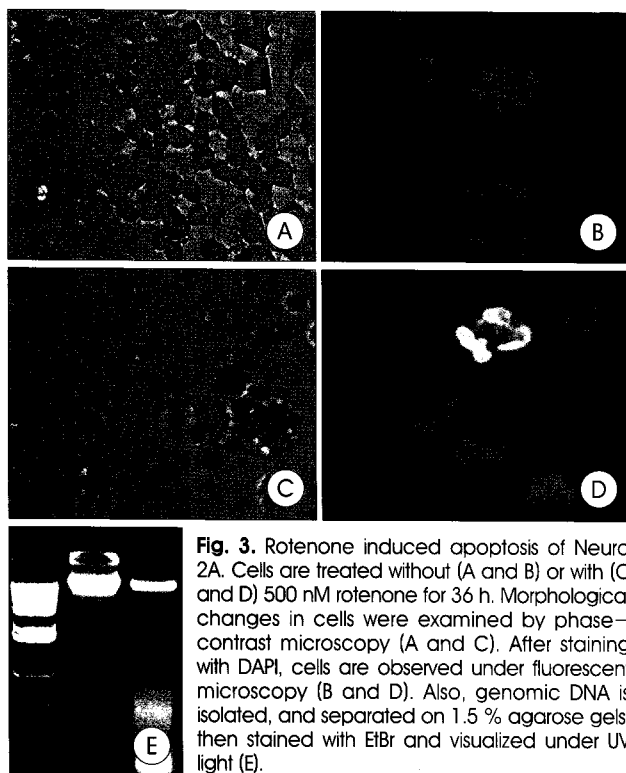 A
B
C
D
E
Fig. 3. Rotenone induced apoptosis of Neuro
2A. Cells are treated without (A and B) or with (C
and D) 500 nM rotenone for 36 h. Morphologica
changes in cells were examined by phase–
contrast microscopy (A and C). After staining
with DAPI, cells are observed under fluorescent
microscopy (B and D). Also, genomic DNA is
isolated, and separated on 1.5 % agarose gels
then stained with EtBr and visualized under UV
light (E).